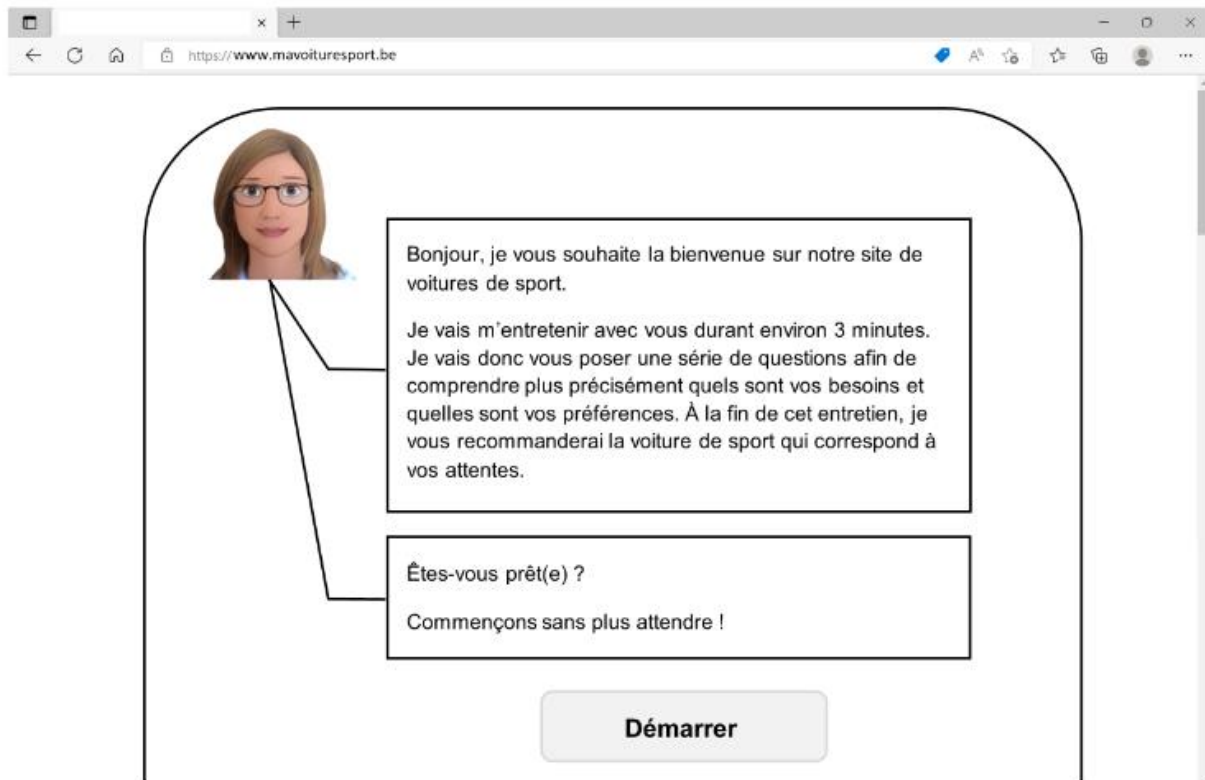 https://www.mavoituresport.be
Bonjour, je vous souhaite la bienvenue sur notre site de
voitures de sport.
Je vais m'entretenir avec vous durant environ 3 minutes.
Je vais donc vous poser une série de questions afin de
comprendre plus précisément quels sont vos besoins et
quelles sont vos préférences. À la fin de cet entretien, je
vous recommanderai la voiture de sport qui correspond à
vos attentes.
Êtes-vous prêt(e) ?
Commençons sans plus attendre !
Démarrer